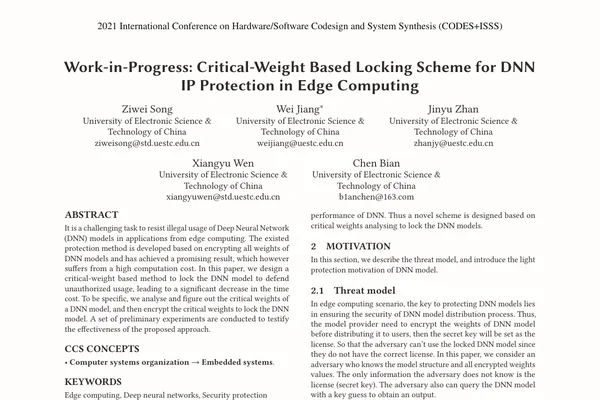 2021 International Conference on Hardware/Software Codesign and System Synthesis (CODES+ISSS)
Work-in-Progress: Critical-Weight Based Locking Scheme for DNN
IP Protection in Edge Computing
Ziwei Song
University of Electronic Science &
Technology of China
ziweisong@std.uestc.edu.cn
Wei Jiang*
University of Electronic Science &
Technology of China
weijiang@uestc.edu.cn
Jinyu Zhan
University of Electronic Science &
Technology of China
zhanjy@uestc.edu.cn
Xiangyu Wen
University of Electronic Science &
Technology of China
xiangyuwen@std.uestc.edu.cn
Chen Bian
University of Electronic Science &
Technology of China
b1anchen@163.com
ABSTRACT
It is a challenging task to resist illegal usage of Deep Neural Network
(DNN) models in applications from edge computing. The existed
protection method is developed based on encrypting all weights of
DNN models and has achieved a promising result, which however
suffers from a high computation cost. In this paper, we design a
critical-weight based method to lock the DNN model to defend
unauthorized usage, leading to a significant decrease in the time
cost. To be specific, we analyse and figure out the critical weights of
a DNN model, and then encrypt the critical weights to lock the DNN
model. A set of preliminary experiments are conducted to testify
the effectiveness of the proposed approach.
CCS CONCEPTS
• Computer systems organization → Embedded systems.
KEYWORDS
Edge computing, Deep neural networks, Security protection
performance of DNN. Thus a novel scheme is designed based on
critical weights analysing to lock the DNN models.
2 MOTIVATION
In this section, we describe the threat model, and introduce the light
protection motivation of DNN model.
2.1 Threat model
In edge computing scenario, the key to protecting DNN models lies
in ensuring the security of DNN model distribution process. Thus,
the model provider need to encrypt the weights of DNN model
before distributing it to users, then the secret key will be set as the
license. So that the adversary can't use the locked DNN model since
they do not have the correct license. In this paper, we consider an
adversary who knows the model structure and all encrypted weights
values. The only information the adversary does not know is the
license (secret key). The adversary also can query the DNN model
with a key guess to obtain an output.